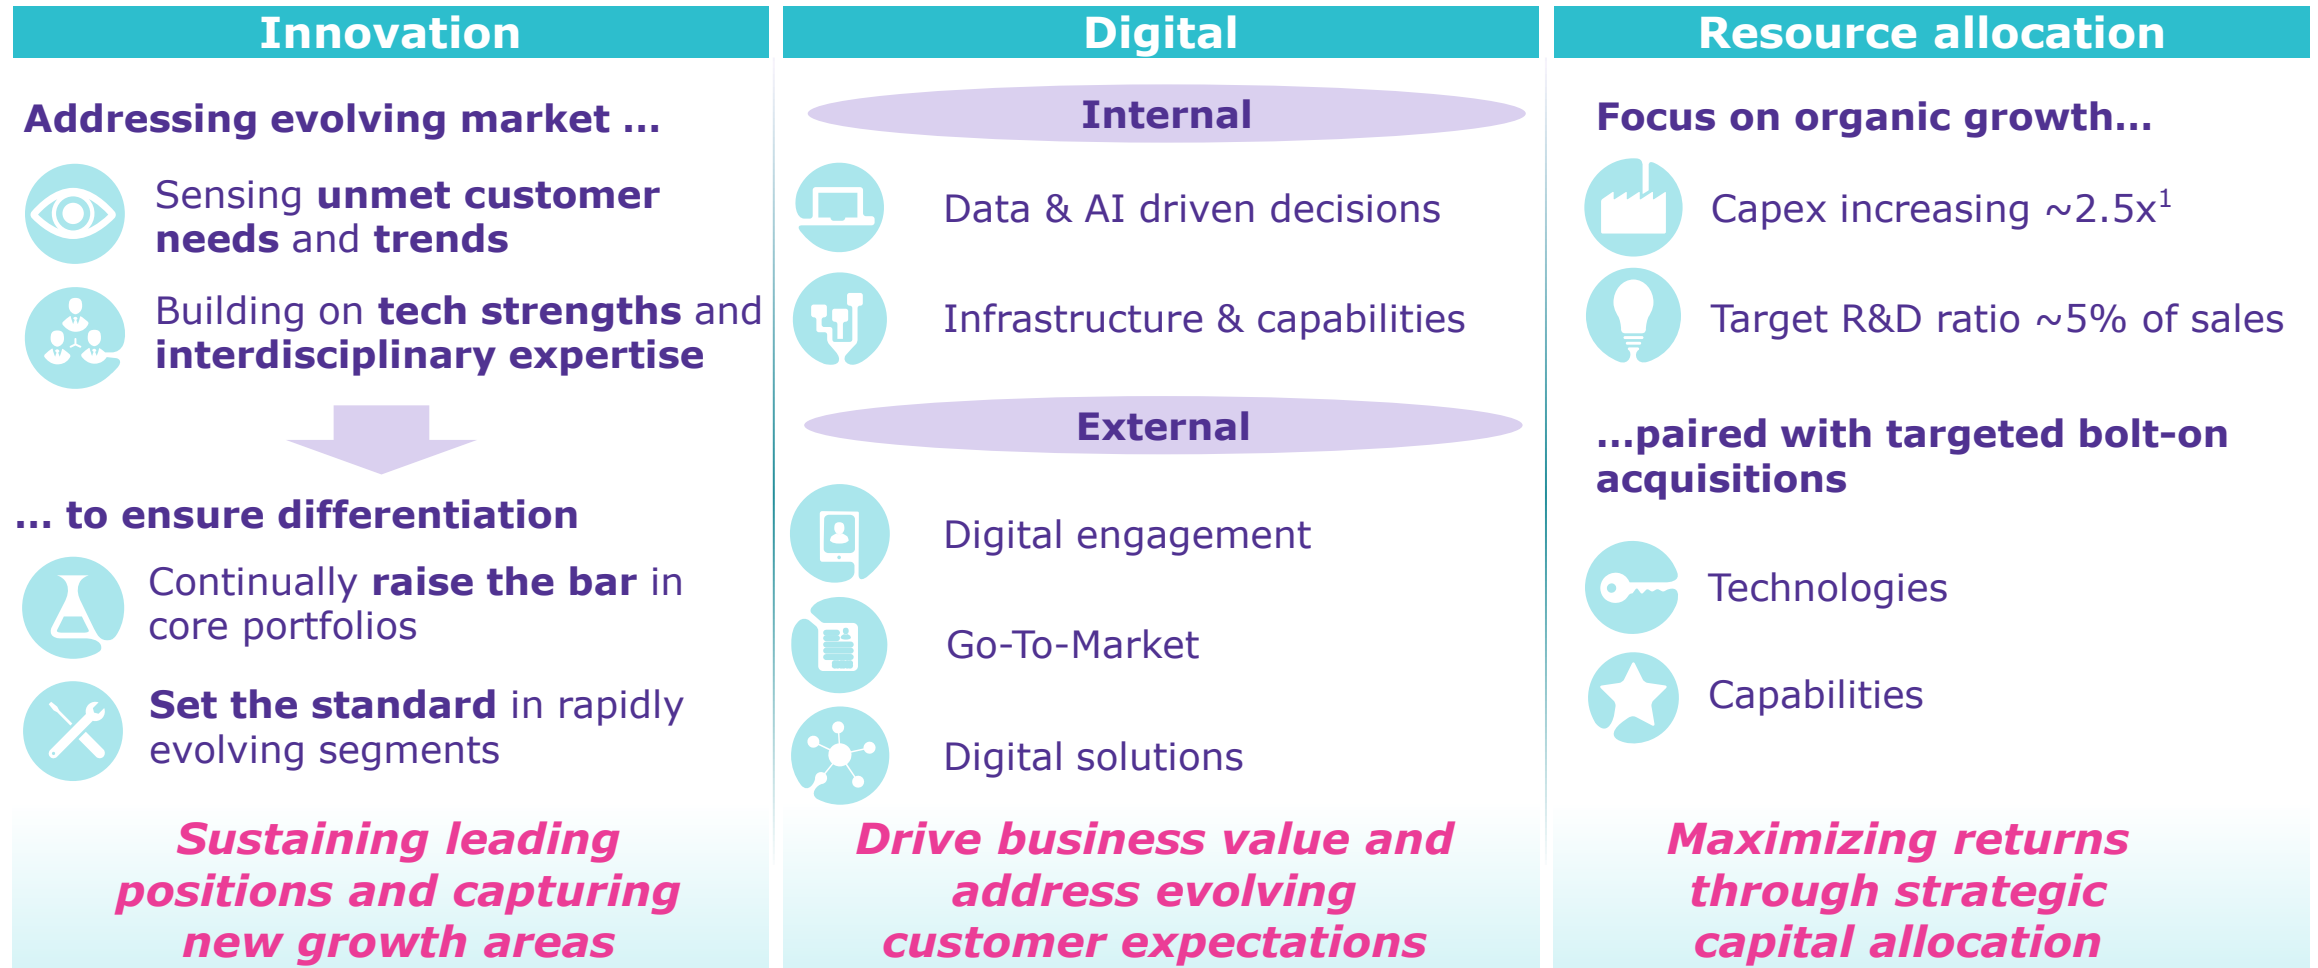 Innovation
Addressing evolving market ...
Sensing unmet customer
needs and trends
Building on tech strengths and
interdisciplinary expertise
... to ensure differentiation
Continually raise the bar in
core portfolios
Set the standard in rapidly
evolving segments
Sustaining leading
positions and capturing
new growth areas
Digital
Internal
Data & AI driven decisions
Infrastructure & capabilities
External
Digital engagement
Go-To-Market
Digital solutions
Drive business value and
address evolving
customer expectations
Resource allocation
Focus on organic growth...
Capex increasing ~2.5x¹
Target R&D ratio ~5% of sales
...paired with targeted bolt-on
acquisitions
Technologies
Capabilities
Maximizing returns
through strategic
capital allocation